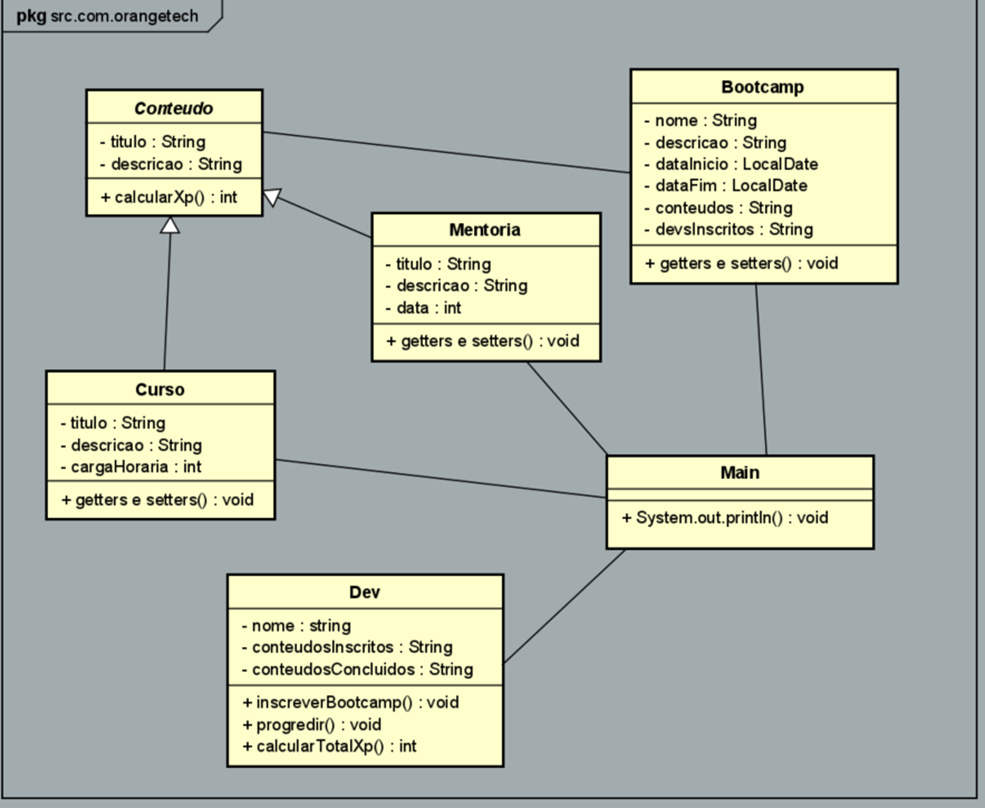 pkg src.com.orangetech
Conteudo
- titulo : String
- descricao : String
+ calcularXp() : int
Bootcamp
- nome : String
- descricao : String
- dataInicio : LocalDate
- dataFim : LocalDate
- conteudos : String
- devsInscritos : String
+ getters e setters() : void
Mentoria
- titulo : String
- descricao : String
- data : int
+ getters e setters() : void
Curso
- titulo : String
- descricao : String
- cargaHoraria : int
+ getters e setters() : void
Main
+ System.out.println() : void
Dev
- nome : string
- conteudosInscritos : String
- conteudosConcluidos : String
+ inscreverBootcamp() : void
+ progredir() : void
+ calcularTotalXp() : int